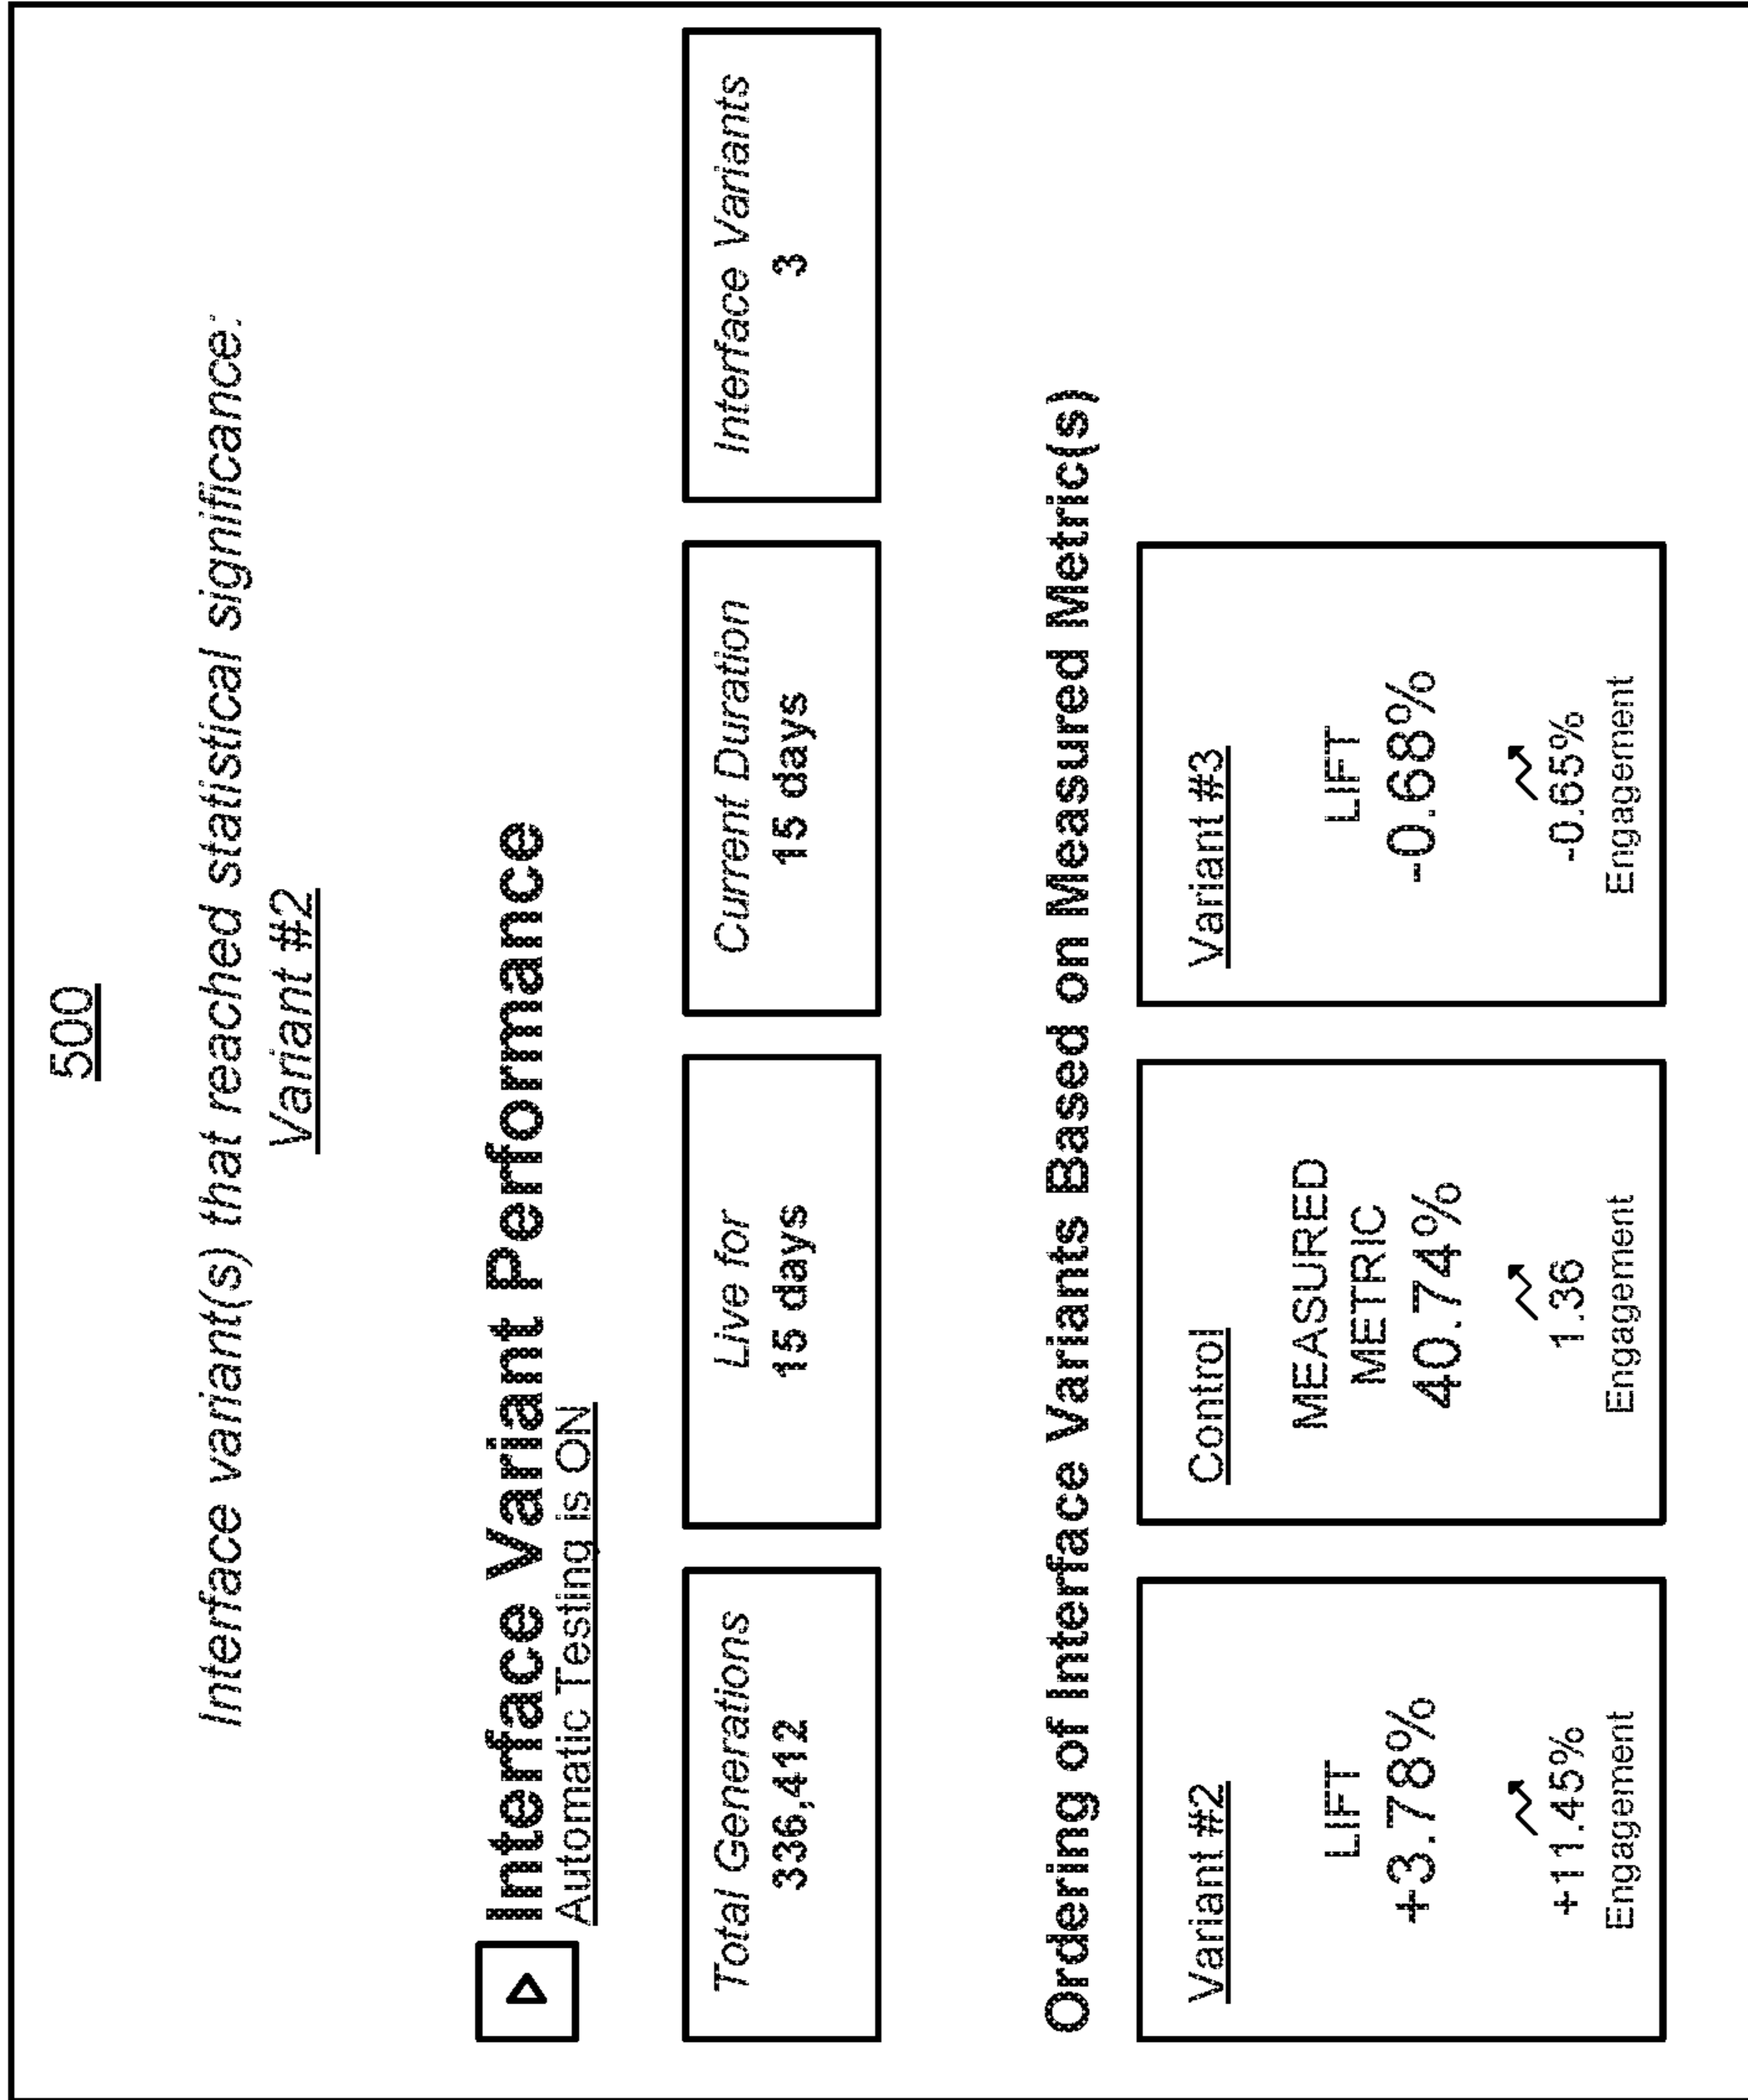 500
Interface variant(s) that reached statistical significance:
Variant #2
Interface Variant Performance
Automatic Testing is ON
Total Generations
336,412
Live for
15 days
Current Duration
15 days
Interface Variants
3
Ordering of Interface Variants Based on Measured Metric(s)
Variant #2
LIFT
+3.78%
+11.45%
Engagement
Control
MEASURED
METRIC
40.74%
1.36
Engagement
Variant #3
LIFT
-0.68%
-0.65%
Engagement